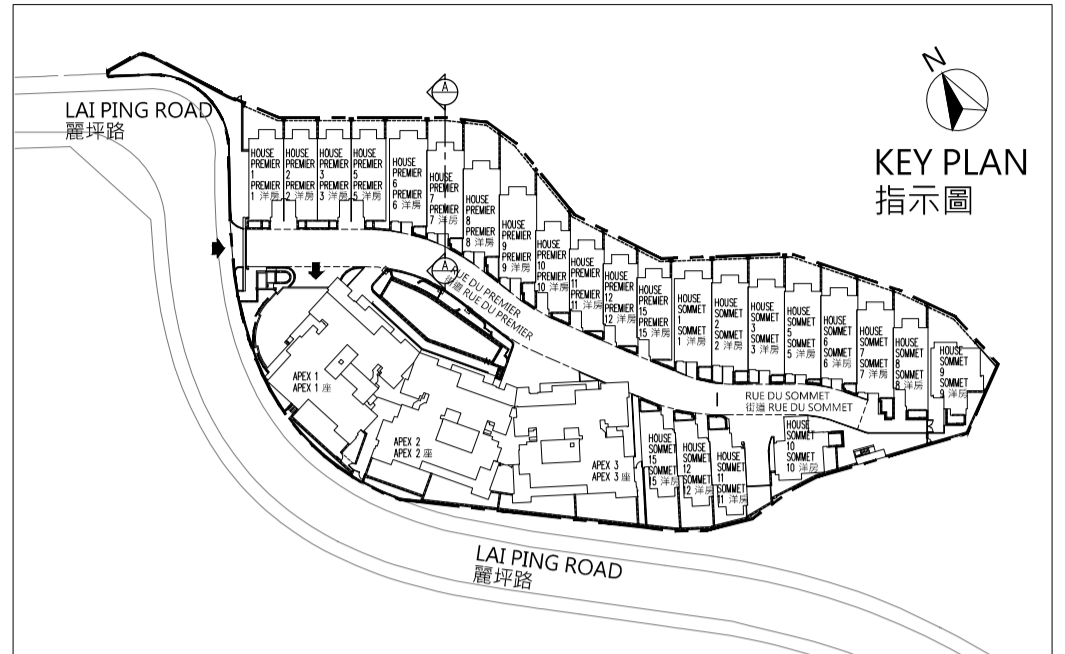 LAI PING ROAD
麗坪路
A
N
KEY PLAN
指示圖
HOUSE
PREMIER
1
PREMIER
1 洋房
HOUSE
PREMIER
2
PREMIER
2 洋房
HOUSE
PREMIER
3
PREMIER
3 洋房
HOUSE
PREMIER
5
PREMIER
5 洋房
HOUSE
PREMIER
6
PREMIER
6 洋房
HOUSE
PREMIER
7
PREMIER
7 洋房
HOUSE
PREMIER
8
PREMIER
8 洋房
HOUSE
PREMIER
9
PREMIER
9 洋房
HOUSE
PREMIER
10
PREMIER
10 洋房
HOUSE
PREMIER
11
PREMIER
11 洋房
HOUSE
PREMIER
12
PREMIER
12 洋房
HOUSE
PREMIER
15
PREMIER
15 洋房
HOUSE
SOMMET
1
SOMMET
1 洋房
HOUSE
SOMMET
2
SOMMET
2 洋房
HOUSE
SOMMET
3
SOMMET
3 洋房
HOUSE
SOMMET
5
SOMMET
5 洋房
HOUSE
SOMMET
6
SOMMET
6 洋房
HOUSE
SOMMET
7
SOMMET
7 洋房
HOUSE
SOMMET
8
SOMMET
8 洋房
HOUSE
SOMMET
9
SOMMET
9 洋房
A
RUE DU PREMIER
街道 RUE DU PREMIER
RUE DU SOMMET
街道 RUE DU SOMMET
APEX 1
APEX 1 座
APEX 2
APEX 2 座
APEX 3
APEX 3 座
HOUSE
SOMMET
15
SOMMET
15 洋房
HOUSE
SOMMET
12
SOMMET
12 洋房
HOUSE
SOMMET
11
SOMMET
11 洋房
HOUSE
SOMMET
10
SOMMET
10 洋房
LAI PING ROAD
麗坪路